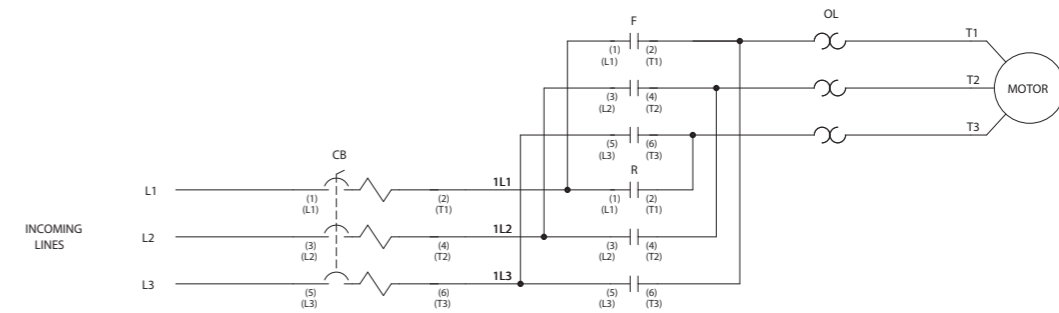 F
OL
T1
(1)
(2)
(L1)
(T1)
T2
MOTOR
(3)
(4)
(L2)
(T2)
T3
(5)
(6)
(L3)
(T3)
CB
R
L1
1L1
(1)
(2)
(1)
(2)
(L1)
(T1)
(L1)
(T1)
INCOMING
LINES
L2
1L2
(3)
(4)
(3)
(4)
(L2)
(T2)
(L2)
(T2)
L3
1L3
(5)
(6)
(5)
(6)
(L3)
(T3)
(L3)
(T3)